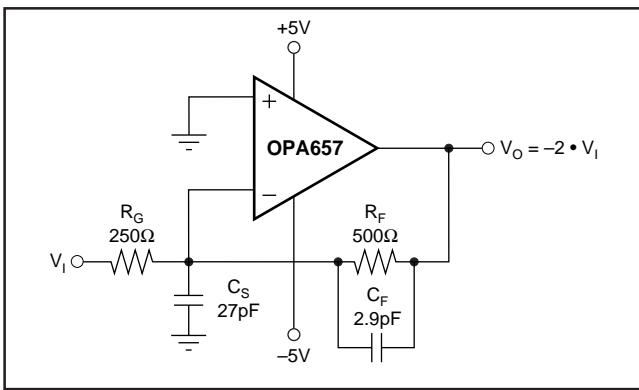 +5V
+
OPA657
V_O = –2 • V_I
–
R_G
250Ω
R_F
500Ω
V_I
C_S
27pF
C_F
2.9pF
–5V